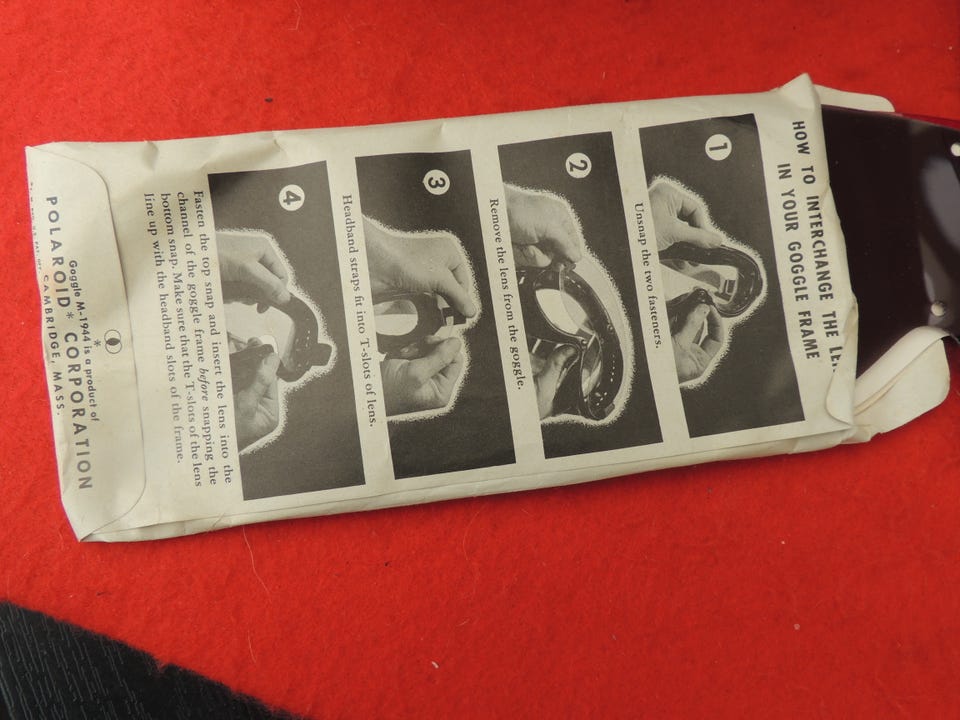 HOW TO INTERCHANGE THE
IN YOUR GOGGLE FRAME
1
Unsnap the two fasteners.
2
Remove the lens from the goggle.
3
Headband straps fit into T-slots of lens.
4
Fasten the top snap and insert the lens into the
channel of the goggle frame before snapping the
bottom snap. Make sure that the T-slots of the lens
line up with the headband slots of the frame.
Goggle M-1944 is a product of
POLAROID* CORPORATION
CAMBRIDGE, MASS.